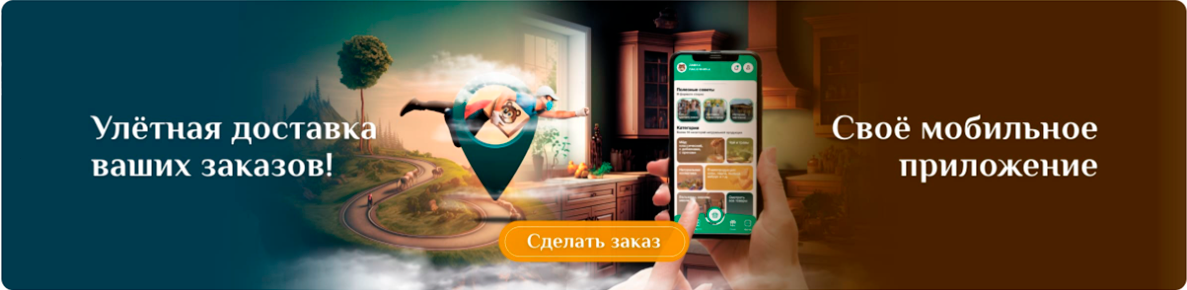 Улётная доставка
ваших заказов!
Полезные советы
Категории
Сделать заказ
Своё мобильное
приложение